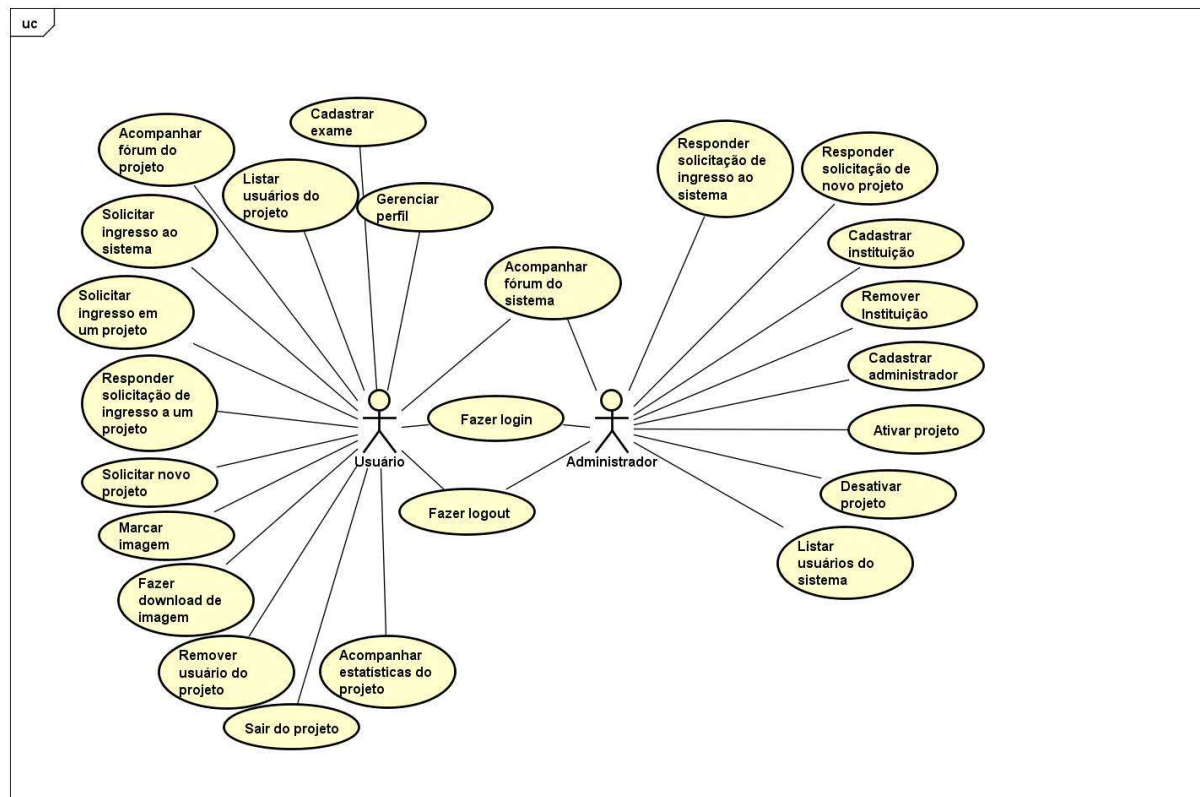 uc
Cadastrar
exame
Acompanhar
fórum do
projeto
Listar
usuários do
projeto
Gerenciar
perfil
Solicitar
ingresso ao
sistema
Solicitar
ingresso em
um projeto
Responder
solicitação de
ingresso a um
projeto
Solicitar novo
projeto
Marcar
imagem
Fazer
download de
imagem
Remover
usuário do
projeto
Sair do projeto
Acompanhar
estatísticas do
projeto
Usuário
Acompanhar
fórum do
sistema
Fazer login
Fazer logout
Administrador
Responder
solicitação de
ingresso ao
sistema
Responder
solicitação de
novo projeto
Cadastrar
instituição
Remover
Instituição
Cadastrar
administrador
Ativar projeto
Desativar
projeto
Listar
usuários do
sistema